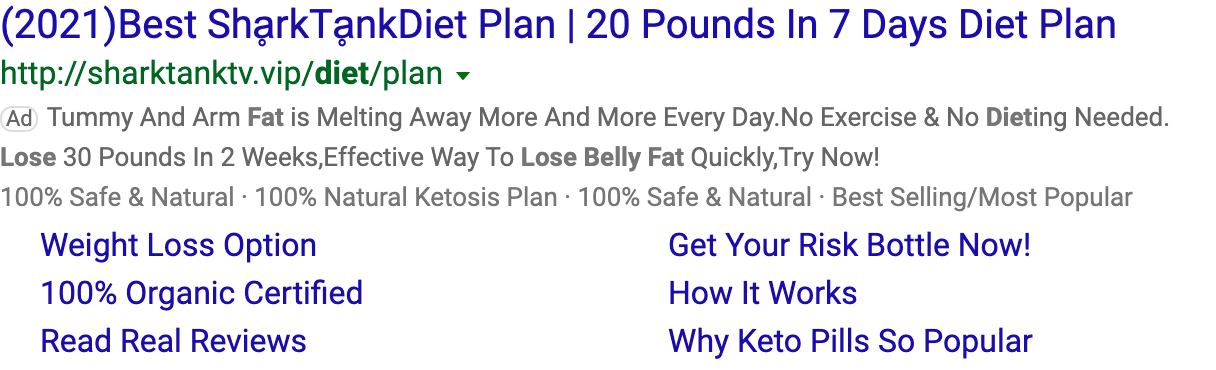 (2021)Best Shḁrk TḁnkDiet Plan | 20 Pounds In 7 Days Diet Plan
http://sharktanktv.vip/diet/plan
Ad Tummy And Arm Fat is Melting Away More And More Every Day.No Exercise & No Dieting Needed.
Lose 30 Pounds In 2 Weeks,Effective Way To Lose Belly Fat Quickly,Try Now!
100% Safe & Natural · 100% Natural Ketosis Plan · 100% Safe & Natural · Best Selling/Most Popular
Weight Loss Option
Get Your Risk Bottle Now!
100% Organic Certified
How It Works
Read Real Reviews
Why Keto Pills So Popular